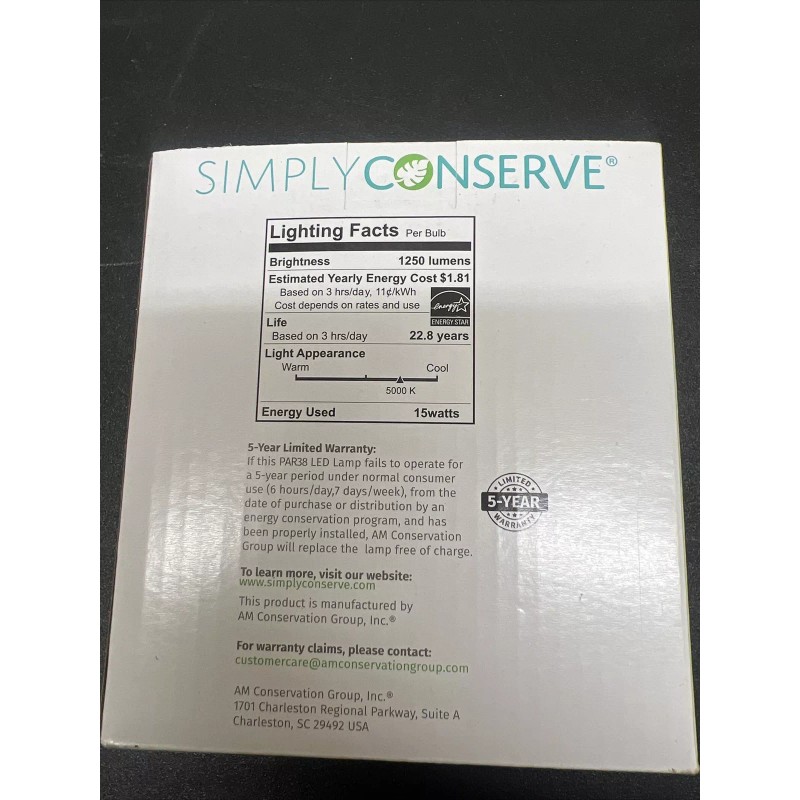 SIMPLYCONSERVE®
Lighting Facts Per Bulb
Brightness 1250 lumens
Estimated Yearly Energy Cost $1.81
Based on 3 hrs/day, 11¢/kWh
Cost depends on rates and use
energy
ENERGY STAR
Life
Based on 3 hrs/day 22.8 years
Light Appearance
Warm Cool
5000 K
Energy Used 15watts
5-Year Limited Warranty:
If this PAR38 LED Lamp fails to operate for
a 5-year period under normal consumer
use (6 hours/day,7 days/week), from the
date of purchase or distribution by an
energy conservation program, and has
been properly installed, AM Conservation
Group will replace the lamp free of charge.
LIMITED
5-YEAR
WARRANTY
To learn more, visit our website:
www.simplyconserve.com
This product is manufactured by
AM Conservation Group, Inc.®
For warranty claims, please contact:
customercare@amconservationgroup.com
AM Conservation Group, Inc.®
1701 Charleston Regional Parkway, Suite A
Charleston, SC 29492 USA